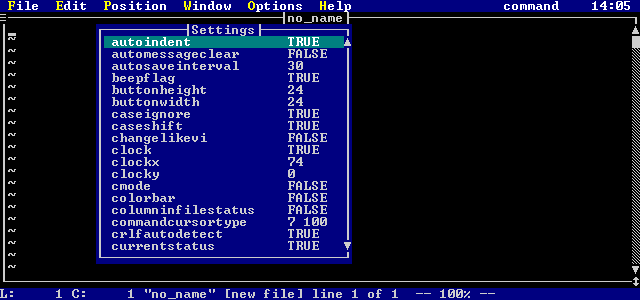 File Edit Position Window Options Help command 14:05
no_name
Settings
autoindent TRUE
automessageclear FALSE
autosaveinterval 30
beepflag TRUE
buttonheight 24
buttonwidth 24
caseignore TRUE
caseshift TRUE
changelikevi FALSE
clock TRUE
clockx 74
clocky 0
cmode FALSE
colorbar FALSE
columninfilestatus FALSE
commandcursortype 7 100
crlfautodetect TRUE
currentstatus TRUE
L: 1 C: 1 "no_name" [new file] line 1 of 1 -- 100% --